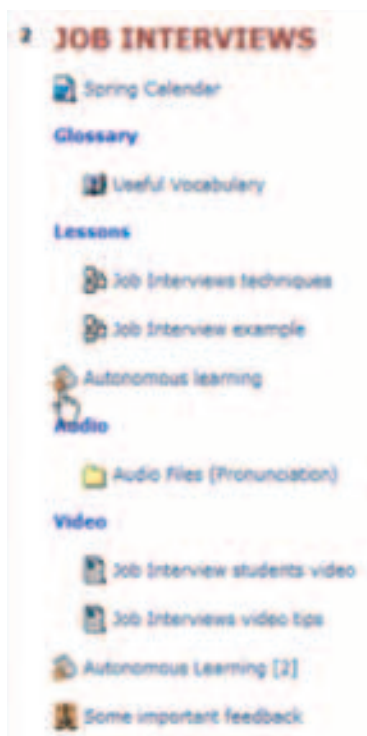 2 JOB INTERVIEWS
Spring Calendar
Glossary
Useful Vocabulary
Lessons
Job Interviews techniques
Job Interview example
Autonomous learning
Audio
Audio Files (Pronunciation)
Video
Job Interview students video
Job Interviews video tips
Autonomous Learning [2]
Some important feedback